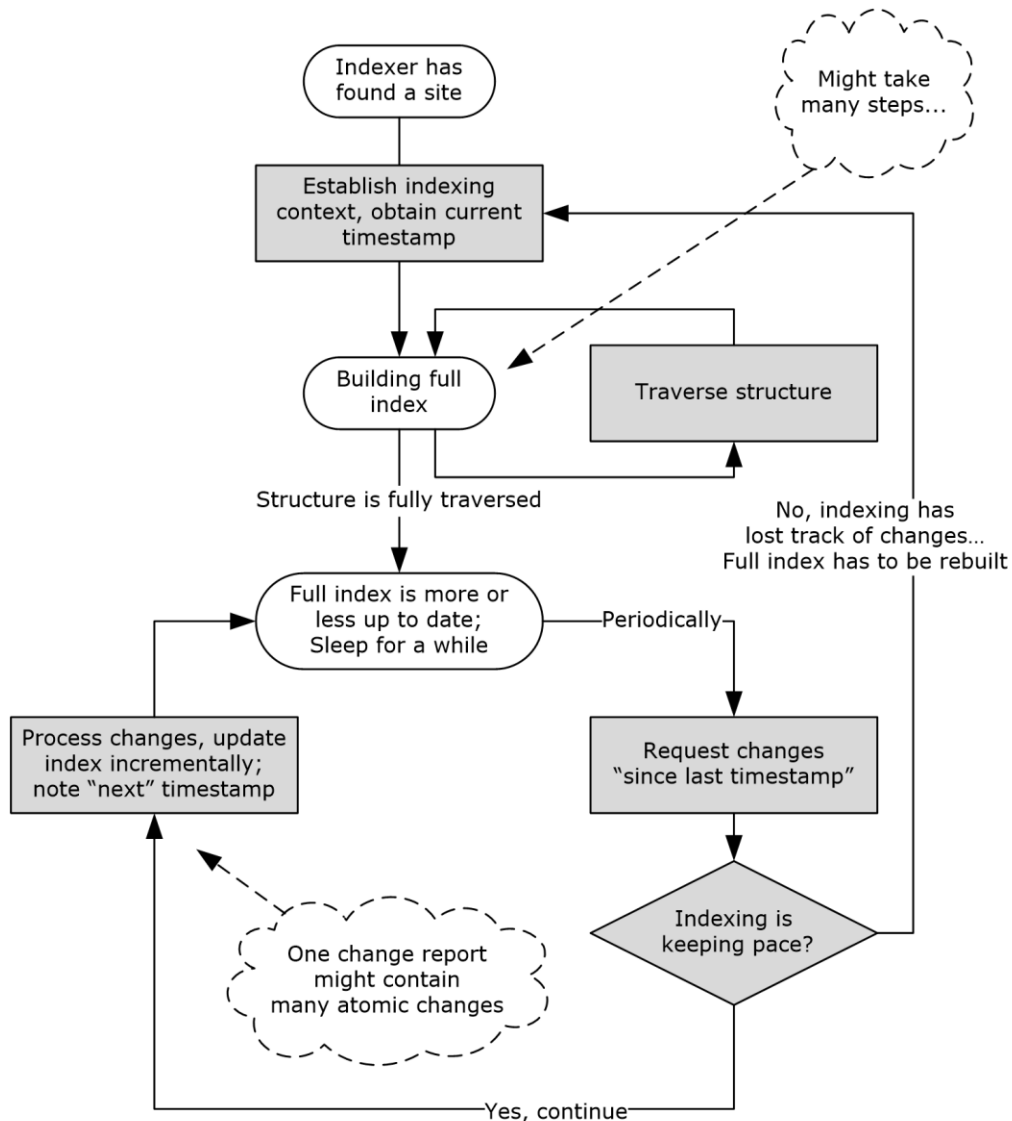 Indexer has
found a site
Might take
many steps...
Establish indexing
context, obtain current
timestamp
Building full
index
Traverse structure
Structure is fully traversed
No, indexing has
lost track of changes...
Full index has to be rebuilt
Full index is more or
less up to date;
Sleep for a while
Periodically
Process changes, update
index incrementally;
note “next” timestamp
Request changes
“since last timestamp”
Indexing is
keeping pace?
One change report
might contain
many atomic changes
Yes, continue